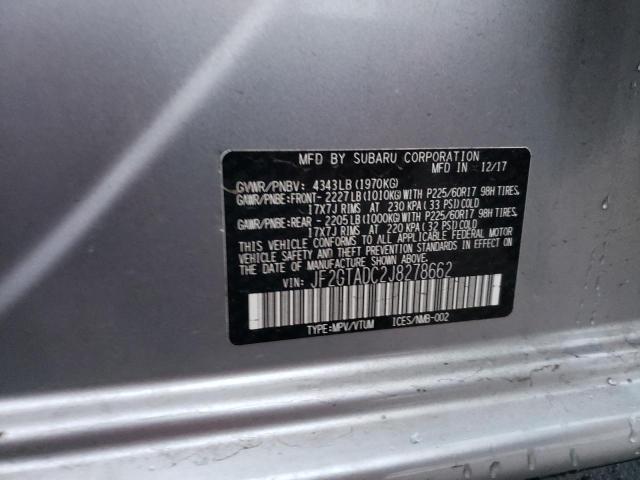 MFD BY SUBARU CORPORATION
MFD IN 12/17
GVWR/PNBV: 4343LB (1970KG)
GAWR/PNBE:FRONT- 2227LB (1010KG)WITH P225/60R17 98H TIRES,
17X7J RIMS AT 230 KPA (33 PSI) COLD
GAWR/PNBE:REAR - 2205LB (1000KG)WITH P225/60R17 98H TIRES,
17X7J RIMS AT 220 KPA (32 PSI) COLD
THIS VEHICLE CONFORMS TO ALL APPLICABLE FEDERAL MOTOR
VEHICLE SAFETY AND BUMPER STANDARDS IN EFFECT ON
THE DATE OF MANUFACTURE SHOWN ABOVE.
VIN: JF2GTADC2J8278662
TYPE:MPV/VTUM ICES/NMB-002